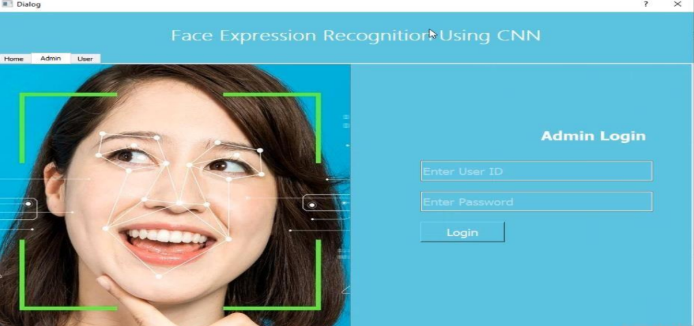 Dialog
? ×
Face Expression Recognition Using CNN
Home Admin User
Admin Login
Enter User ID
Enter Password
Login